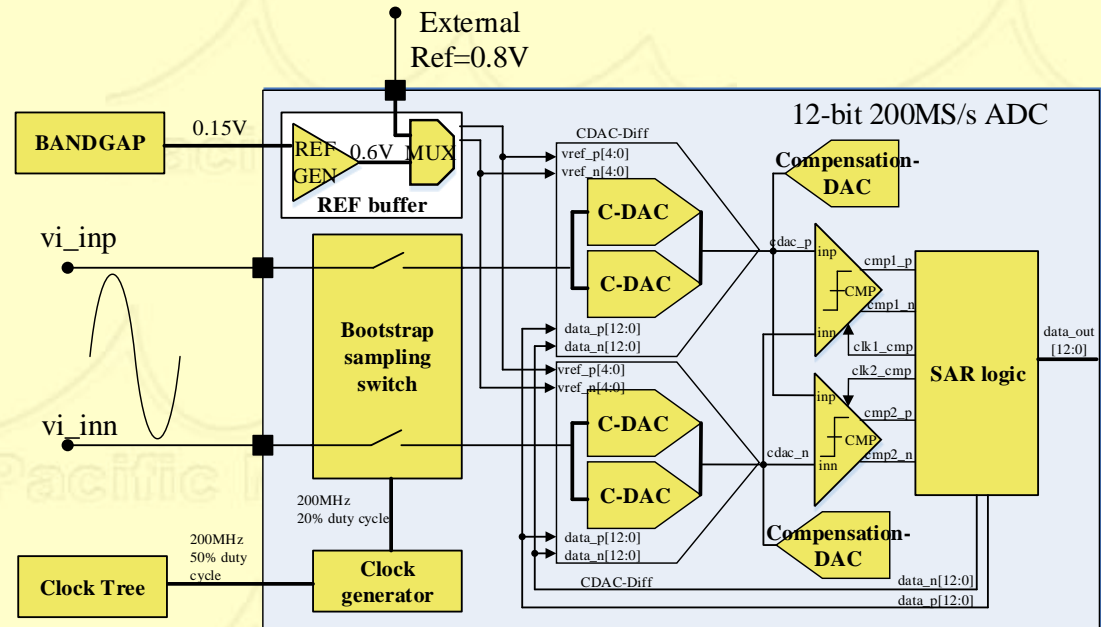 External
Ref=0.8V
12-bit 200MS/s ADC
BANDGAP
0.15V
REF
GEN
0.6V
MUX
REF buffer
CDAC-Diff
vref_p[4:0]
vref_n[4:0]
C-DAC
C-DAC
data_p[12:0]
data_n[12:0]
Compensation-
DAC
vi_inp
vi_inn
Bootstrap
sampling
switch
cdac_p
inp
CMP
inn
cmp1_p
cmp1_n
clk1_cmp
clk2_cmp
SAR logic
data_out
[12:0]
vref_p[4:0]
vref_n[4:0]
C-DAC
C-DAC
data_p[12:0]
data_n[12:0]
CDAC-Diff
cdac_n
inp
CMP
inn
cmp2_p
cmp2_n
Compensation-
DAC
200MHz
20% duty
cycle
200MHz
50% duty
cycle
Clock Tree
Clock
generator
data_n[12:0]
data_p[12:0]
Pacific